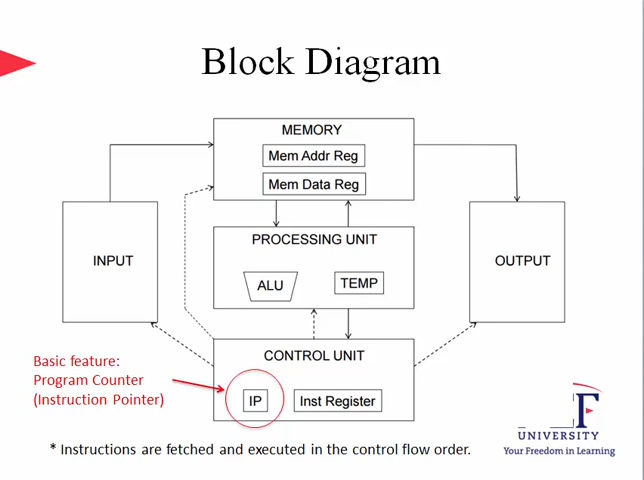 Block Diagram
MEMORY
Mem Addr Reg
Mem Data Reg
INPUT
PROCESSING UNIT
ALU
TEMP
OUTPUT
CONTROL UNIT
IP
Inst Register
Basic feature:
Program Counter
(Instruction Pointer)
* Instructions are fetched and executed in the control flow order.
F
UNIVERSITY
Your Freedom in Learning